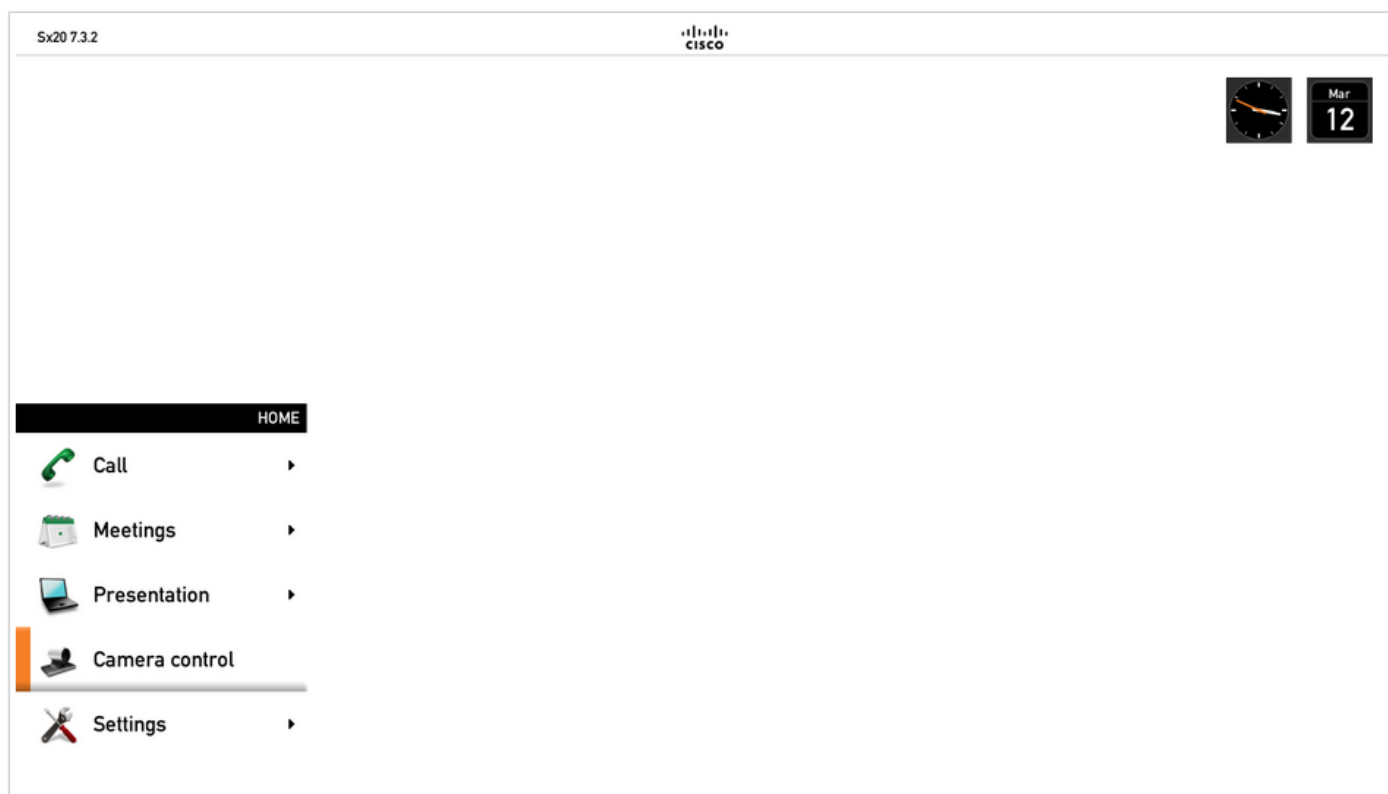 Sx20 7.3.2
CISCO
Mar
12
HOME
Call
Meetings
Presentation
Camera control
Settings